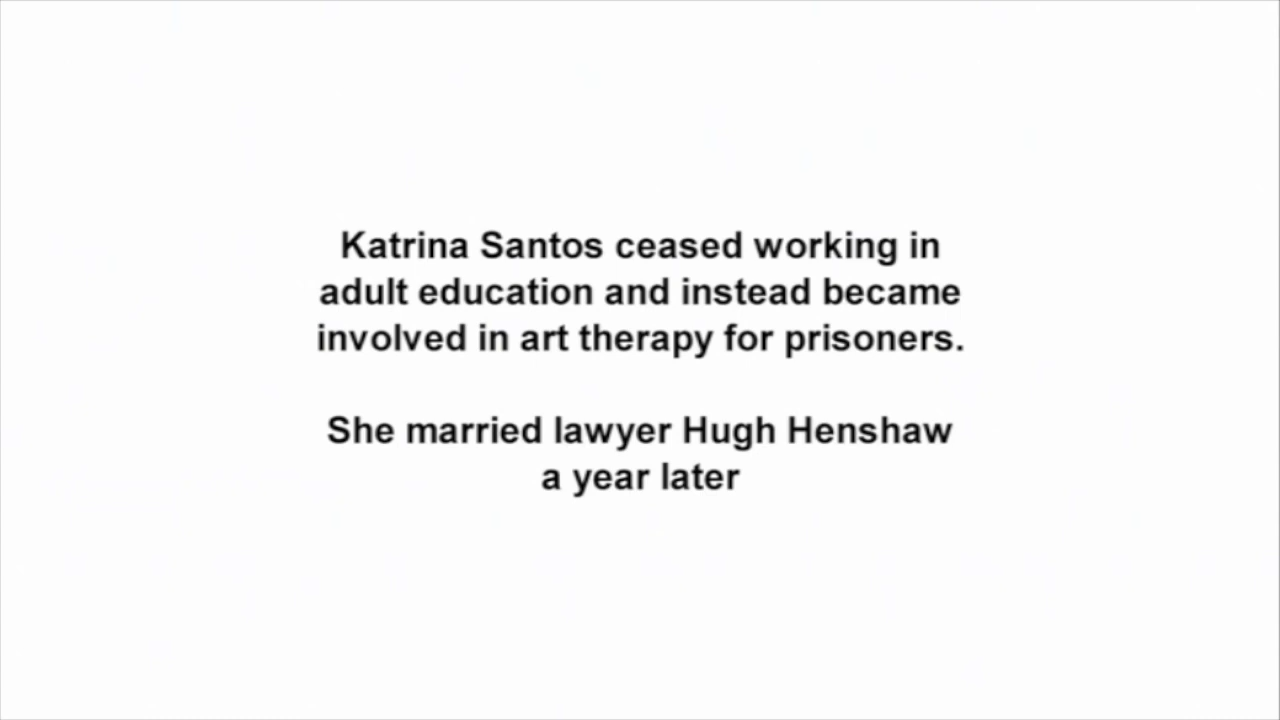 Katrina Santos ceased working in
adult education and instead became
involved in art therapy for prisoners.
She married lawyer Hugh Henshaw
a year later